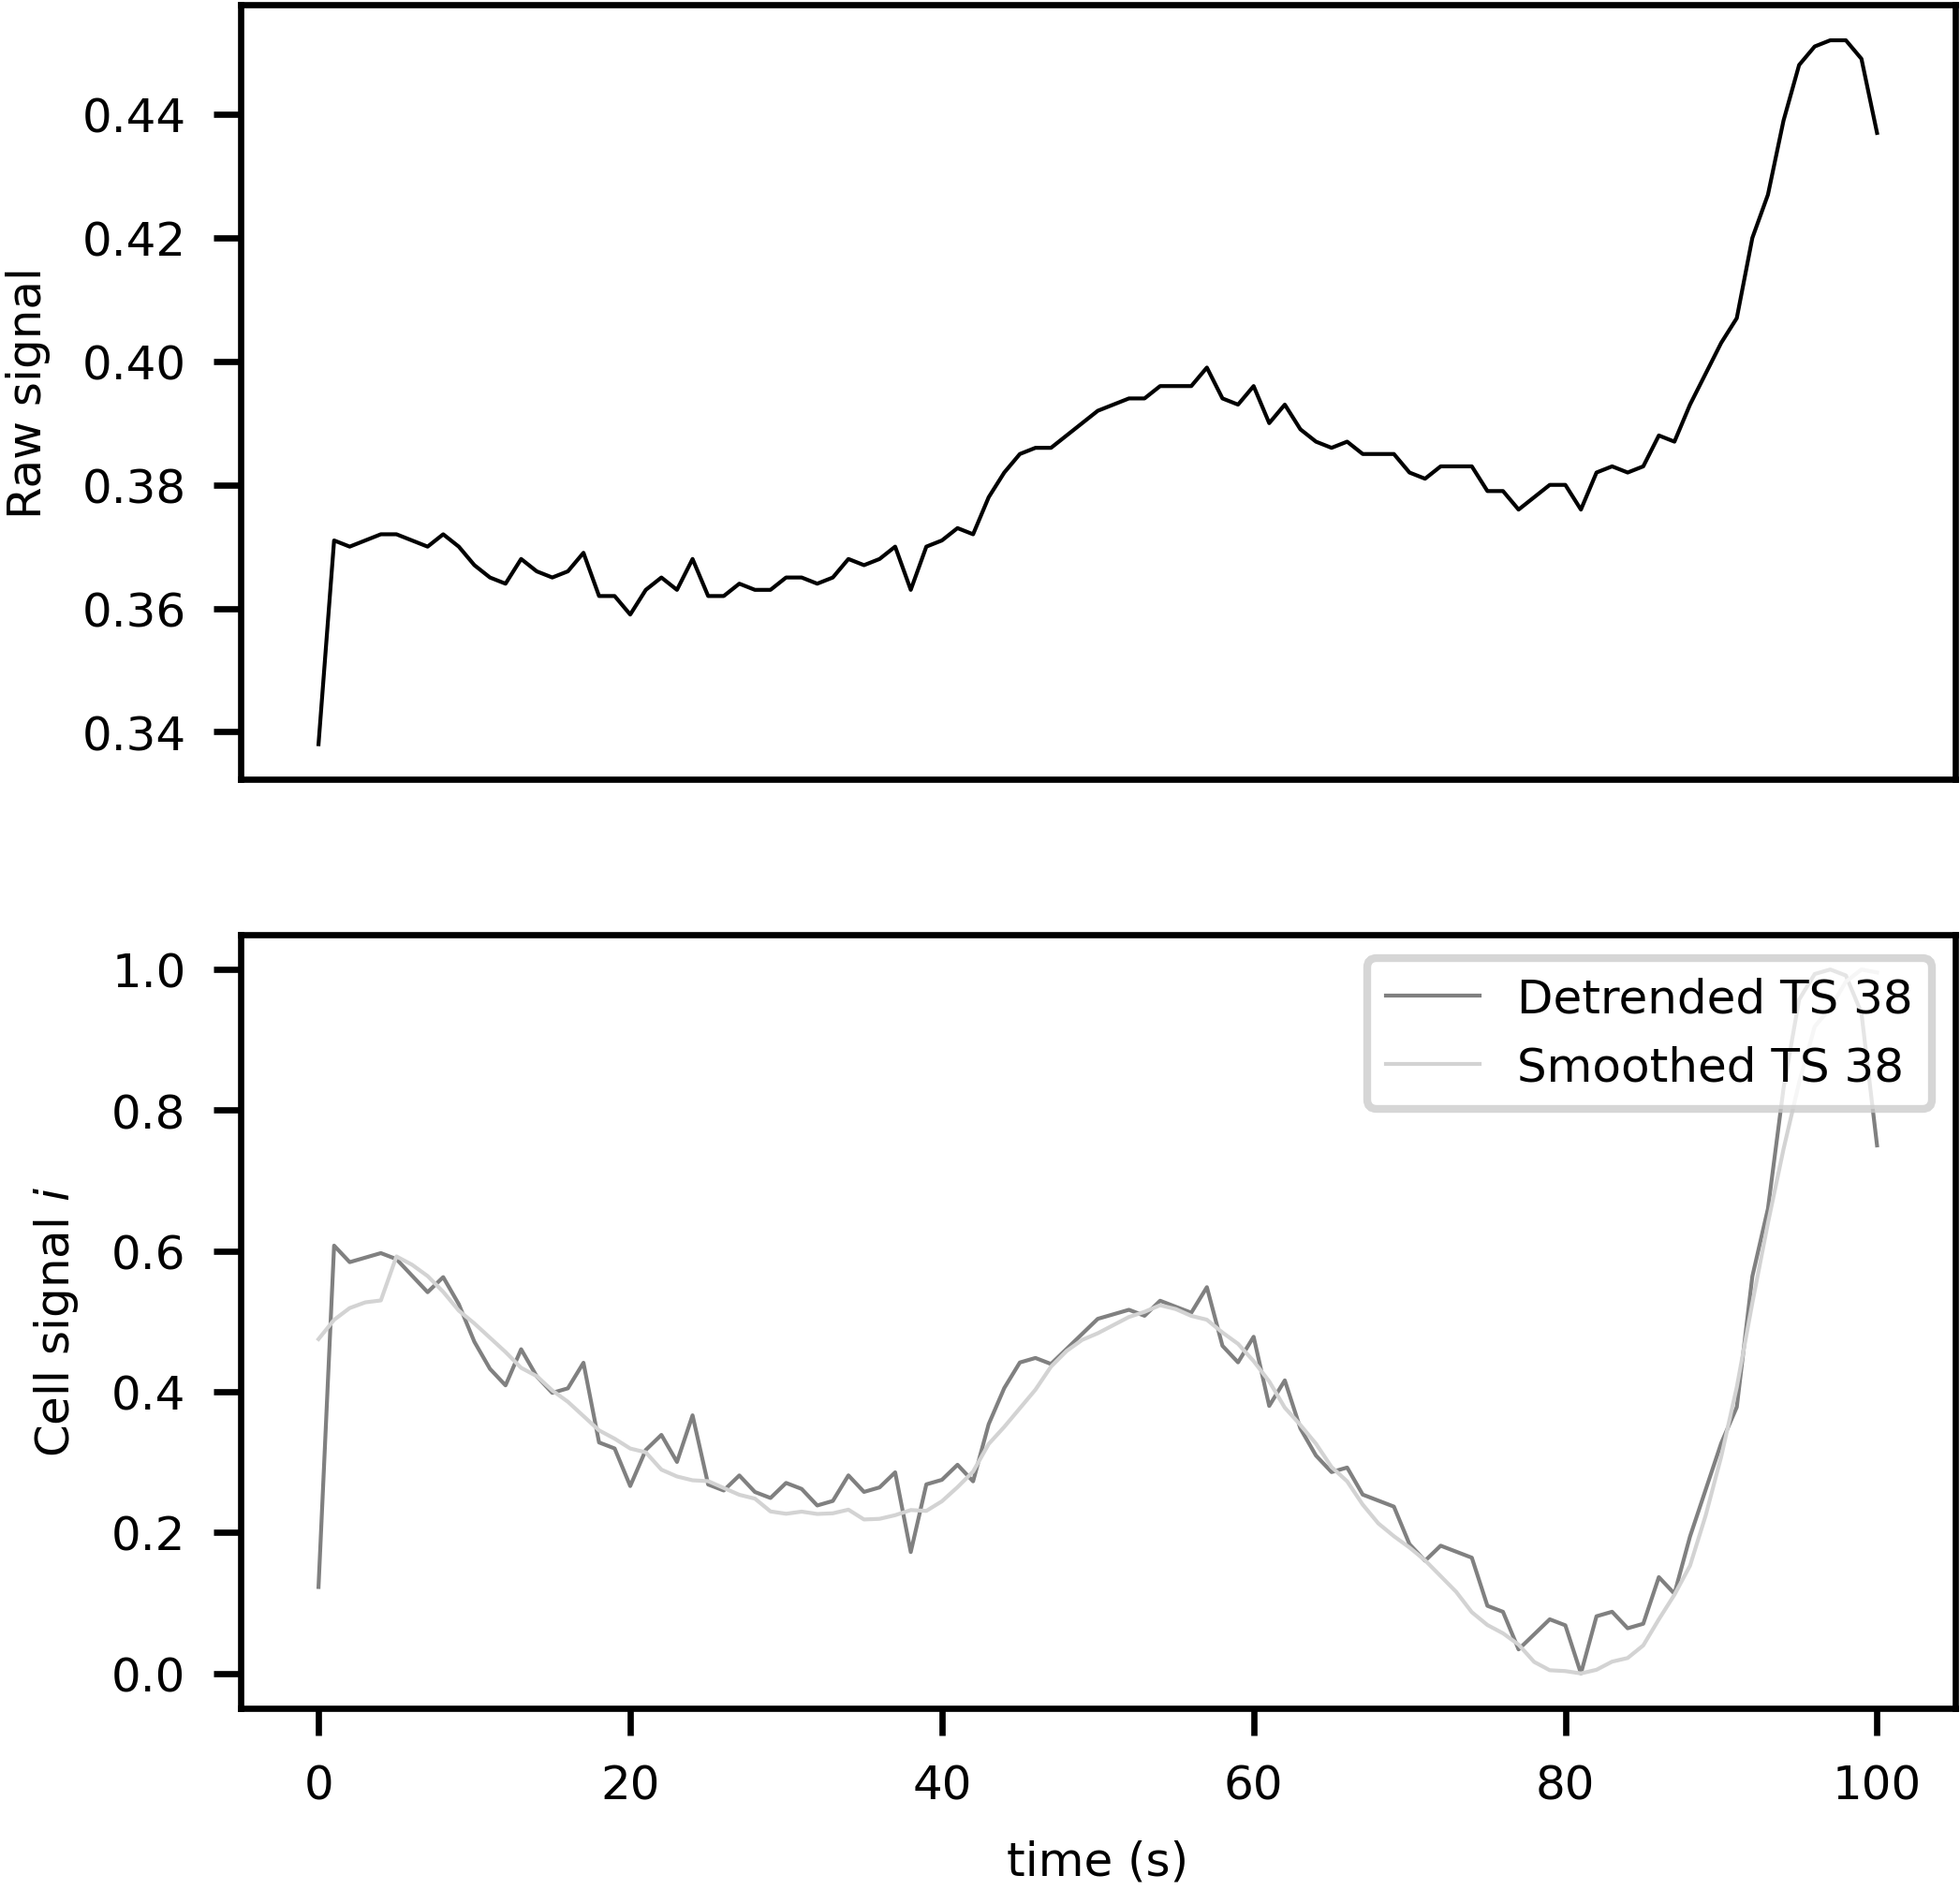 Raw signal
0.44
0.42
0.40
0.38
0.36
0.34
Cell signal i
1.0
0.8
0.6
0.4
0.2
0.0
Detrended TS 38
Smoothed TS 38
0 20 40 60 80 100
time (s)